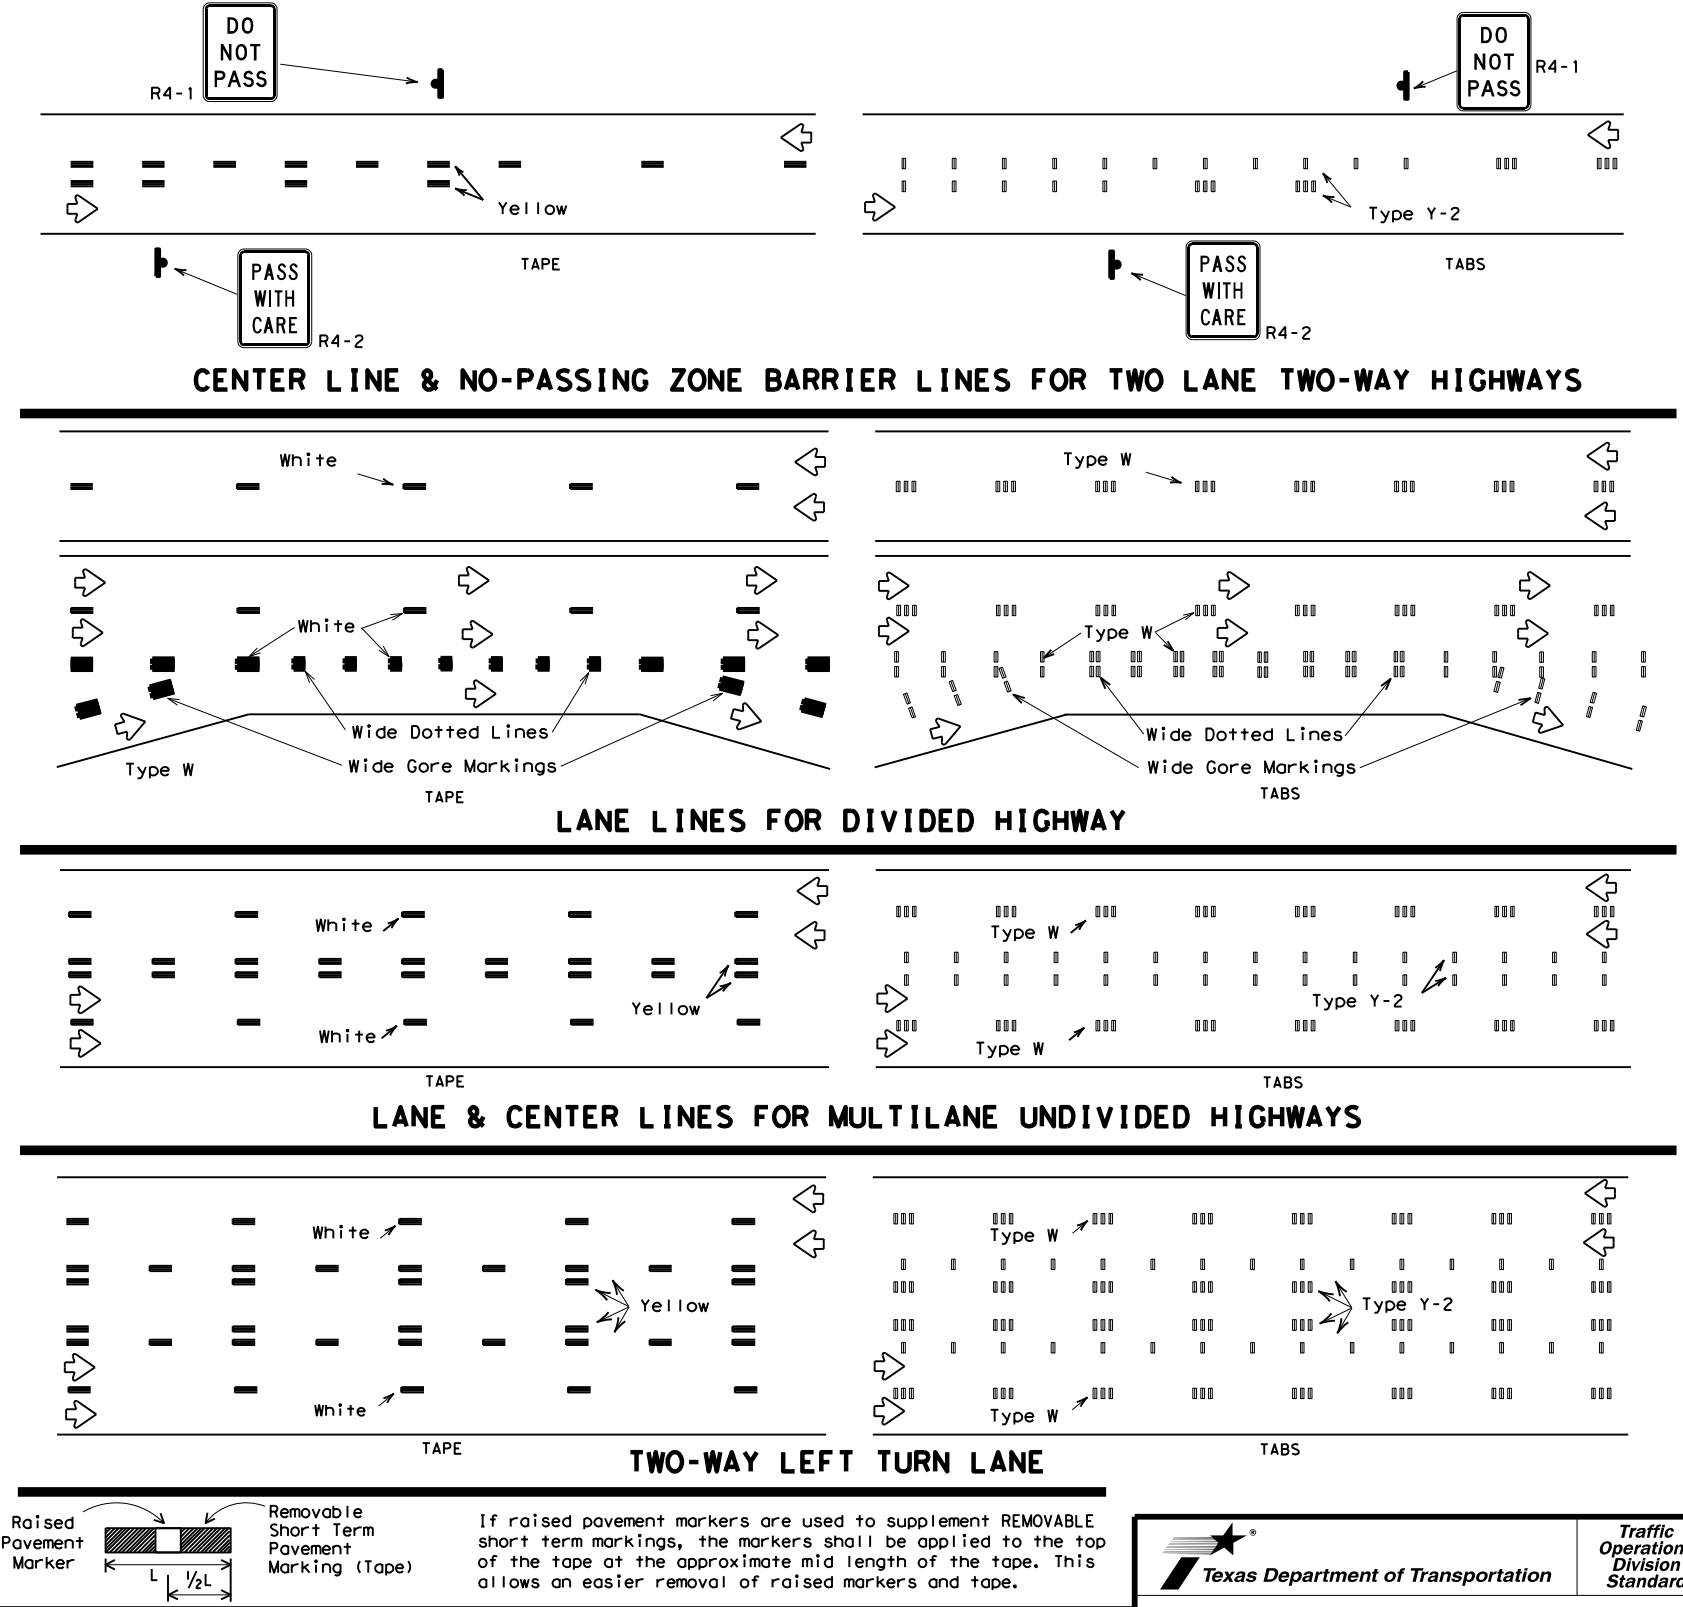 DO
NOT
PASS
R4-1
DO
NOT
PASS
R4-1
Yellow
Type Y-2
TAPE
TABS
PASS
WITH
CARE
R4-2
PASS
WITH
CARE
R4-2
CENTER LINE & NO-PASSING ZONE BARRIER LINES FOR TWO LANE TWO-WAY HIGHWAYS
White
Type W
White
Type W
Wide Dotted Lines
Wide Dotted Lines
Type W
Wide Gore Markings
Wide Gore Markings
TAPE
TABS
LANE LINES FOR DIVIDED HIGHWAY
White
Type W
Yellow
Type Y-2
White
Type W
TAPE
TABS
LANE & CENTER LINES FOR MULTILANE UNDIVIDED HIGHWAYS
White
Type W
Yellow
Type Y-2
White
Type W
TAPE
TABS
TWO-WAY LEFT TURN LANE
Raised
Pavement
Marker
Removable
Short Term
Pavement
Marking (Tape)
L
1/2L
If raised pavement markers are used to supplement REMOVABLE
short term markings, the markers shall be applied to the top
of the tape at the approximate mid length of the tape. This
allows an easier removal of raised markers and tape.
®
Texas Department of Transportation
Traffic
Operation
Division
Standard